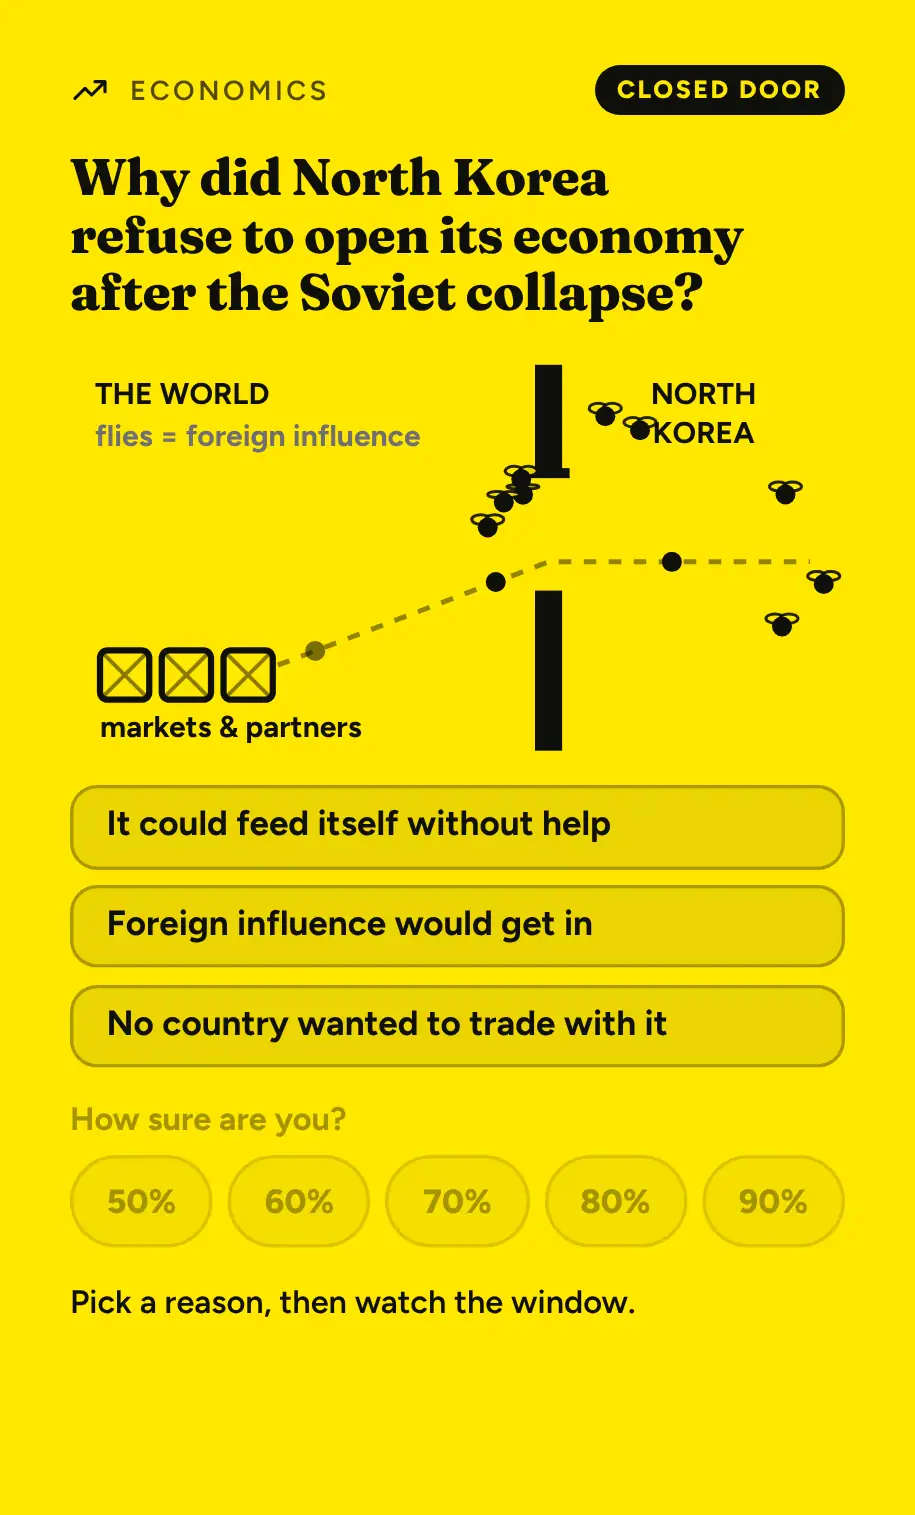 ECONOMICS
CLOSED DOOR
Why did North Korea
refuse to open its economy
after the Soviet collapse?
THE WORLD
flies = foreign influence
NORTH
KOREA
markets & partners
It could feed itself without help
Foreign influence would get in
No country wanted to trade with it
How sure are you?
50% 60% 70% 80% 90%
Pick a reason, then watch the window.